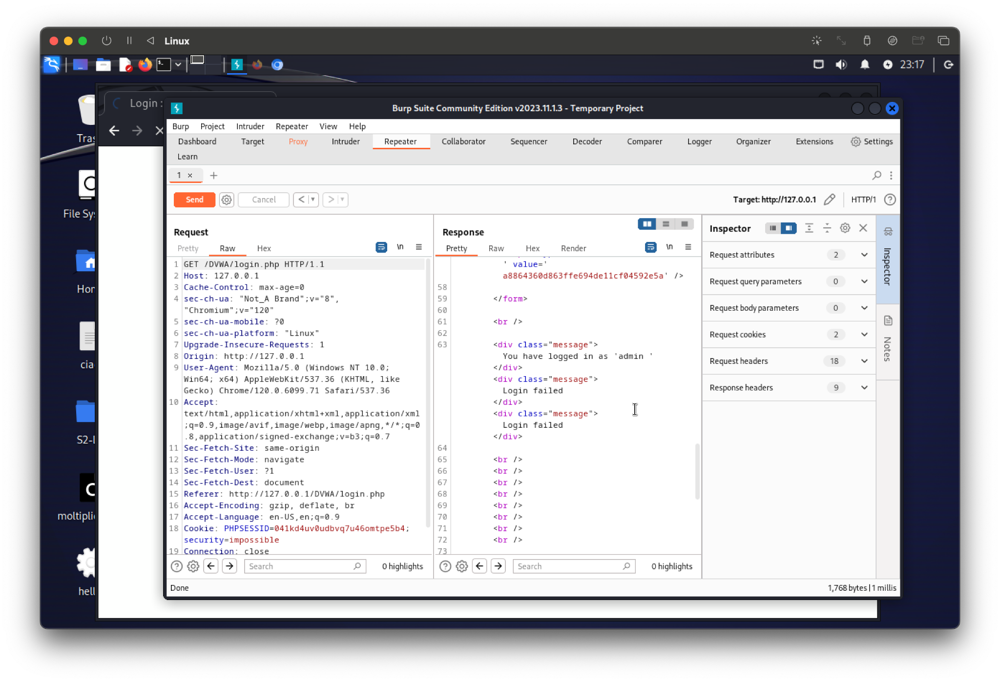 Linux
23:17
Login :
Tras
File Sys
Hon
cia
S2-L
moltiplic
hell
Burp Suite Community Edition v2023.11.1.3 - Temporary Project
Burp Project Intruder Repeater View Help
Dashboard Target Proxy Intruder Repeater Collaborator Sequencer Decoder Comparer Logger Organizer Extensions Settings
Learn
1 × +
Send Cancel < > Target: http://127.0.0.1 HTTP/1 ?
Request
Pretty Raw Hex \n
1 GET /DVWA/login.php HTTP/1.1
2 Host: 127.0.0.1
3 Cache-Control: max-age=0
4 sec-ch-ua: "Not_A Brand";v="8",
"Chromium";v="120"
5 sec-ch-ua-mobile: ?0
6 sec-ch-ua-platform: "Linux"
7 Upgrade-Insecure-Requests: 1
8 Origin: http://127.0.0.1
9 User-Agent: Mozilla/5.0 (Windows NT 10.0;
Win64; x64) AppleWebKit/537.36 (KHTML, like
Gecko) Chrome/120.0.6099.71 Safari/537.36
10 Accept:
text/html,application/xhtml+xml,application/xml
;q=0.9,image/avif,image/webp,image/apng,*/*;q=0
.8,application/signed-exchange;v=b3;q=0.7
11 Sec-Fetch-Site: same-origin
12 Sec-Fetch-Mode: navigate
13 Sec-Fetch-User: ?1
14 Sec-Fetch-Dest: document
15 Referer: http://127.0.0.1/DVWA/login.php
16 Accept-Encoding: gzip, deflate, br
17 Accept-Language: en-US,en;q=0.9
18 Cookie: PHPSESSID=041kd4uv0udbvq7u46omtpe5b4;
security=impossible
19 Connection: close
Search 0 highlights
Response
Pretty Raw Hex Render \n
' value='
a8864360d863ffe694de11cf04592e5a' />
58
59 </form>
60
61 <br />
62
63 <div class="message">
You have logged in as 'admin '
</div>
<div class="message">
Login failed
</div>
<div class="message">
Login failed
</div>
64
65 <br />
66 <br />
67 <br />
68 <br />
69 <br />
70 <br />
71 <br />
72 <br />
73
Search 0 highlights
Inspector
Request attributes 2
Request query parameters 0
Request body parameters 0
Request cookies 2
Request headers 18
Response headers 9
Inspector
Notes
Done
1,768 bytes | 1 millis